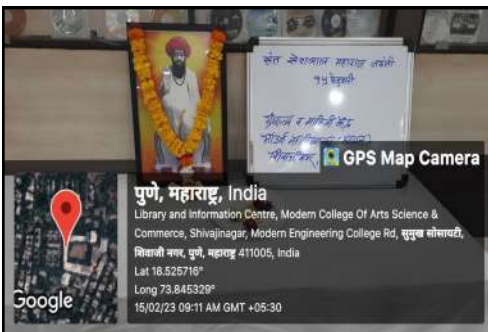 संत सेवालाल महाराज जयंती
१५ फेब्रुवारी
ग्रंथालय व माहिती केंद्र
GPS Map Camera
पुणे, महाराष्ट्र, India
Library and Information Centre, Modern College Of Arts Science &
Commerce, Shivajinagar, Modern Engineering College Rd, सुमुख सोसायटी,
शिवाजी नगर, पुणे, महाराष्ट्र 411005, India
Lat 18.525716°
Long 73.845329°
15/02/23 09:11 AM GMT +05:30
Google